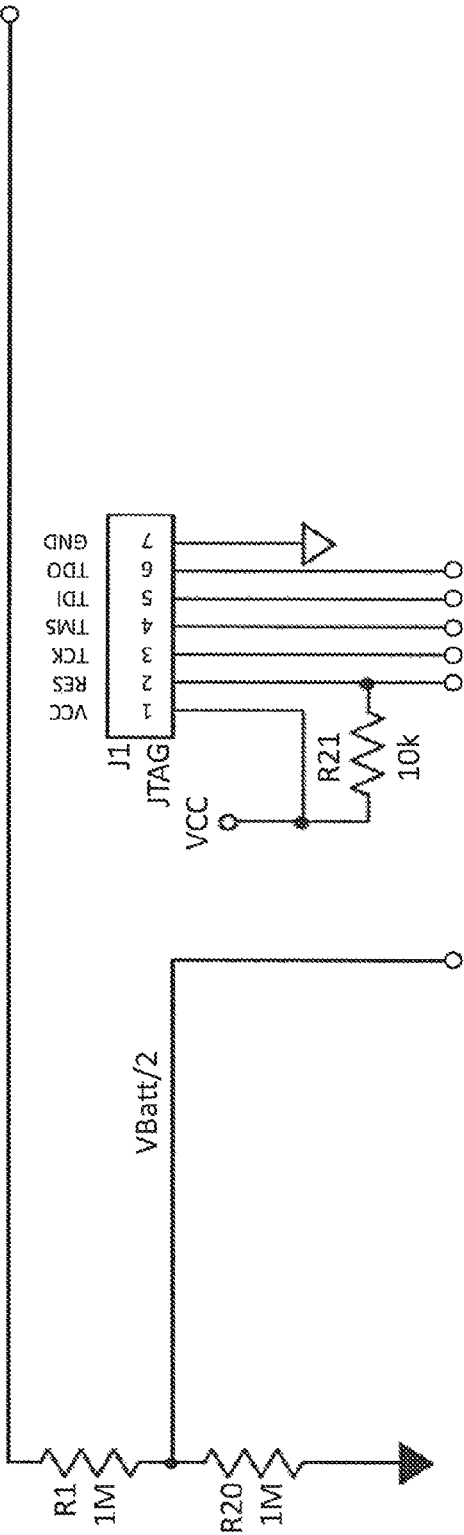 GND
TDO
TDI
TMS
TCK
RES
VCC
7
6
5
4
3
2
1
J1
JTAG
VCC
R21
10k
VBatt/2
R1
1M
R20
1M